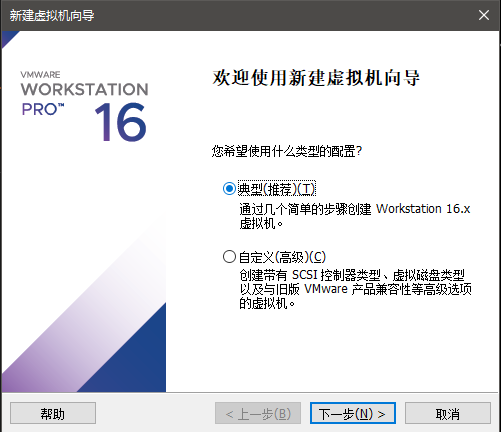 新建虚拟机向导
VMWARE
WORKSTATION
PRO™ 16
欢迎使用新建虚拟机向导
您希望使用什么类型的配置?
典型(推荐)(T)
通过几个简单的步骤创建 Workstation 16.x
虚拟机。
自定义(高级)(C)
创建带有 SCSI 控制器类型、虚拟磁盘类型
以及与旧版 VMware 产品兼容性等高级选项
的虚拟机。
帮助
< 上一步(B)
下一步(N) >
取消